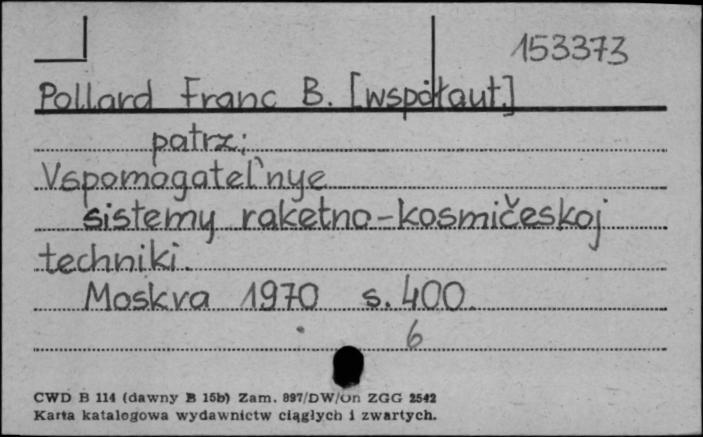 153373
Pollard Franc B. [współaut.]
patrz:
Vspomogatel'nye
sistemy raketno-kosmičeskoj
techniki.
Moskva 1970 s. 400.
6
CWD B 114 (dawny B 15b) Zam. 897/DW/On ZGG 2542
Karta katalogowa wydawnictw ciągłych i zwartych.